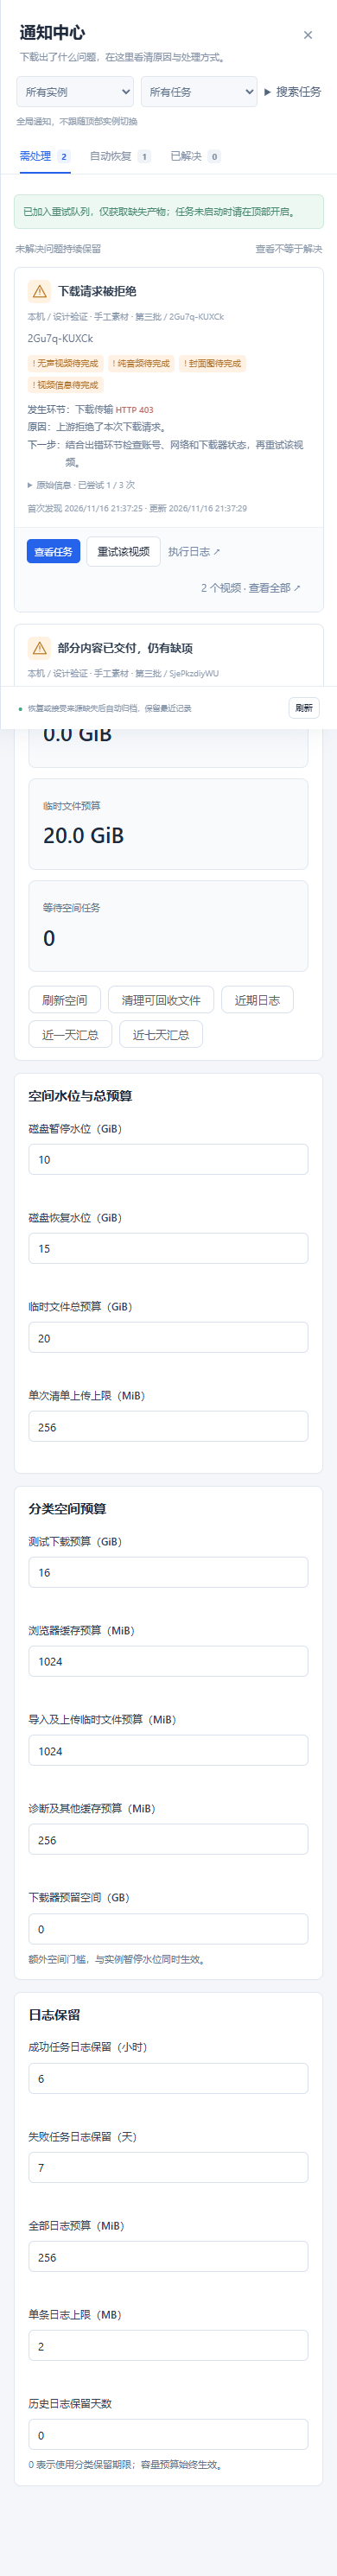 通知中心
×
下载出了什么问题，在这里看清原因与处理方式。
所有实例
所有任务
▶ 搜索任务
全局通知，不跟随顶部实例切换
需处理 2
自动恢复 1
已解决 0
已加入重试队列，仅获取缺失产物；任务未启动时请在顶部开启。
未解决问题持续保留
查看不等于解决
下载请求被拒绝
本机 / 设计验证 · 手工素材 · 第三批 / 2Gu7q-KUXCk
2Gu7q-KUXCk
! 无声视频待完成
! 纯音频待完成
! 封面图待完成
! 视频信息待完成
发生环节：下载传输 HTTP 403
原因：上游拒绝了本次下载请求。
下一步：结合出错环节检查账号、网络和下载器状态，再重试该视
频。
▶ 原始信息 · 已尝试 1 / 3 次
首次发现 2026/11/16 21:37:25 · 更新 2026/11/16 21:37:29
查看任务
重试该视频
执行日志 ↗
2 个视频 · 查看全部 ↗
部分内容已交付，仍有缺项
本机 / 设计验证 · 手工素材 · 第三批 / SjePkzdiyWU
恢复或接受来源缺失后自动归档，保留最近记录
刷新
0.0 GiB
临时文件预算
20.0 GiB
等待空间任务
0
刷新空间
清理可回收文件
近期日志
近一天汇总
近七天汇总
空间水位与总预算
磁盘暂停水位（GiB）
10
磁盘恢复水位（GiB）
15
临时文件总预算（GiB）
20
单次清单上传上限（MiB）
256
分类空间预算
测试下载预算（GiB）
16
浏览器缓存预算（MiB）
1024
导入及上传临时文件预算（MiB）
1024
诊断及其他缓存预算（MiB）
256
下载器预留空间（GB）
0
额外空间门槛，与实例暂停水位同时生效。
日志保留
成功任务日志保留（小时）
6
失败任务日志保留（天）
7
全部日志预算（MiB）
256
单条日志上限（MB）
2
历史日志保留天数
0
0 表示使用分类保留期限；容量预算始终生效。